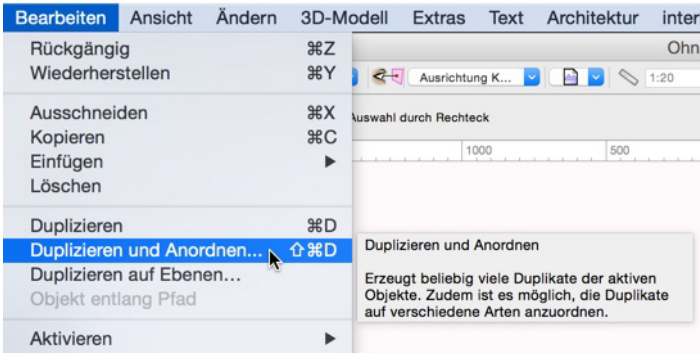 Bearbeiten Ansicht Ändern 3D-Modell Extras Text Architektur inter
Ohn
Rückgängig ⌘Z
Wiederherstellen ⌘Y
Ausrichtung K... 1:20
Ausschneiden ⌘X
Auswahl durch Rechteck
Kopieren ⌘C
Einfügen ▶
1000 500
Löschen
Duplizieren ⌘D
Duplizieren und Anordnen... ⇧⌘D
Duplizieren auf Ebenen...
Objekt entlang Pfad
Aktivieren ▶
Duplizieren und Anordnen
Erzeugt beliebig viele Duplikate der aktiven
Objekte. Zudem ist es möglich, die Duplikate
auf verschiedene Arten anzuordnen.